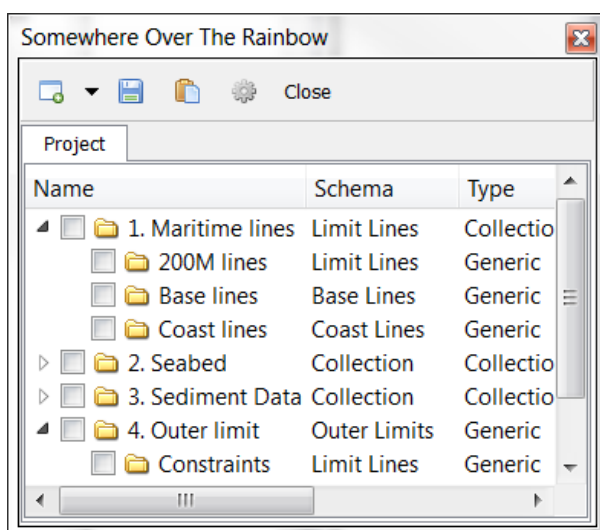 Somewhere Over The Rainbow
Close
Project
Name Schema Type
1. Maritime lines Limit Lines Collectio
200M lines Limit Lines Generic
Base lines Base Lines Generic
Coast lines Coast Lines Generic
2. Seabed Collection Collectio
3. Sediment Data Collection Collectio
4. Outer limit Outer Limits Generic
Constraints Limit Lines Generic